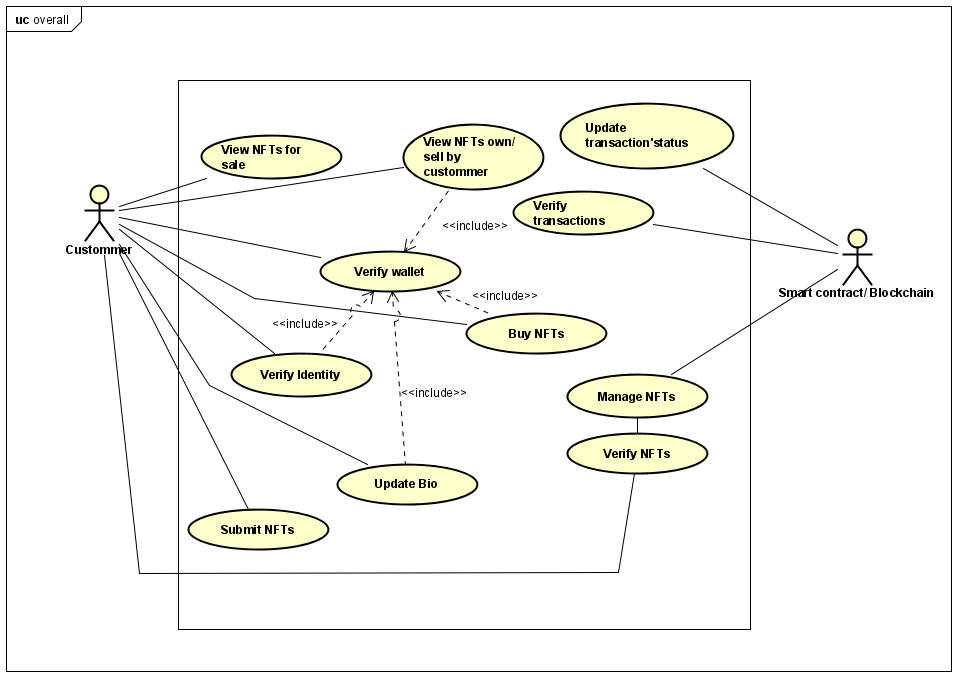 uc overall
View NFTs for
sale
View NFTs own/
sell by
custommer
Update
transaction'status
Verify
transactions
<<include>>
Custommer
Verify wallet
Smart contract/ Blockchain
<<include>>
<<include>>
Buy NFTs
Verify Identity
<<include>>
Manage NFTs
Verify NFTs
Update Bio
Submit NFTs